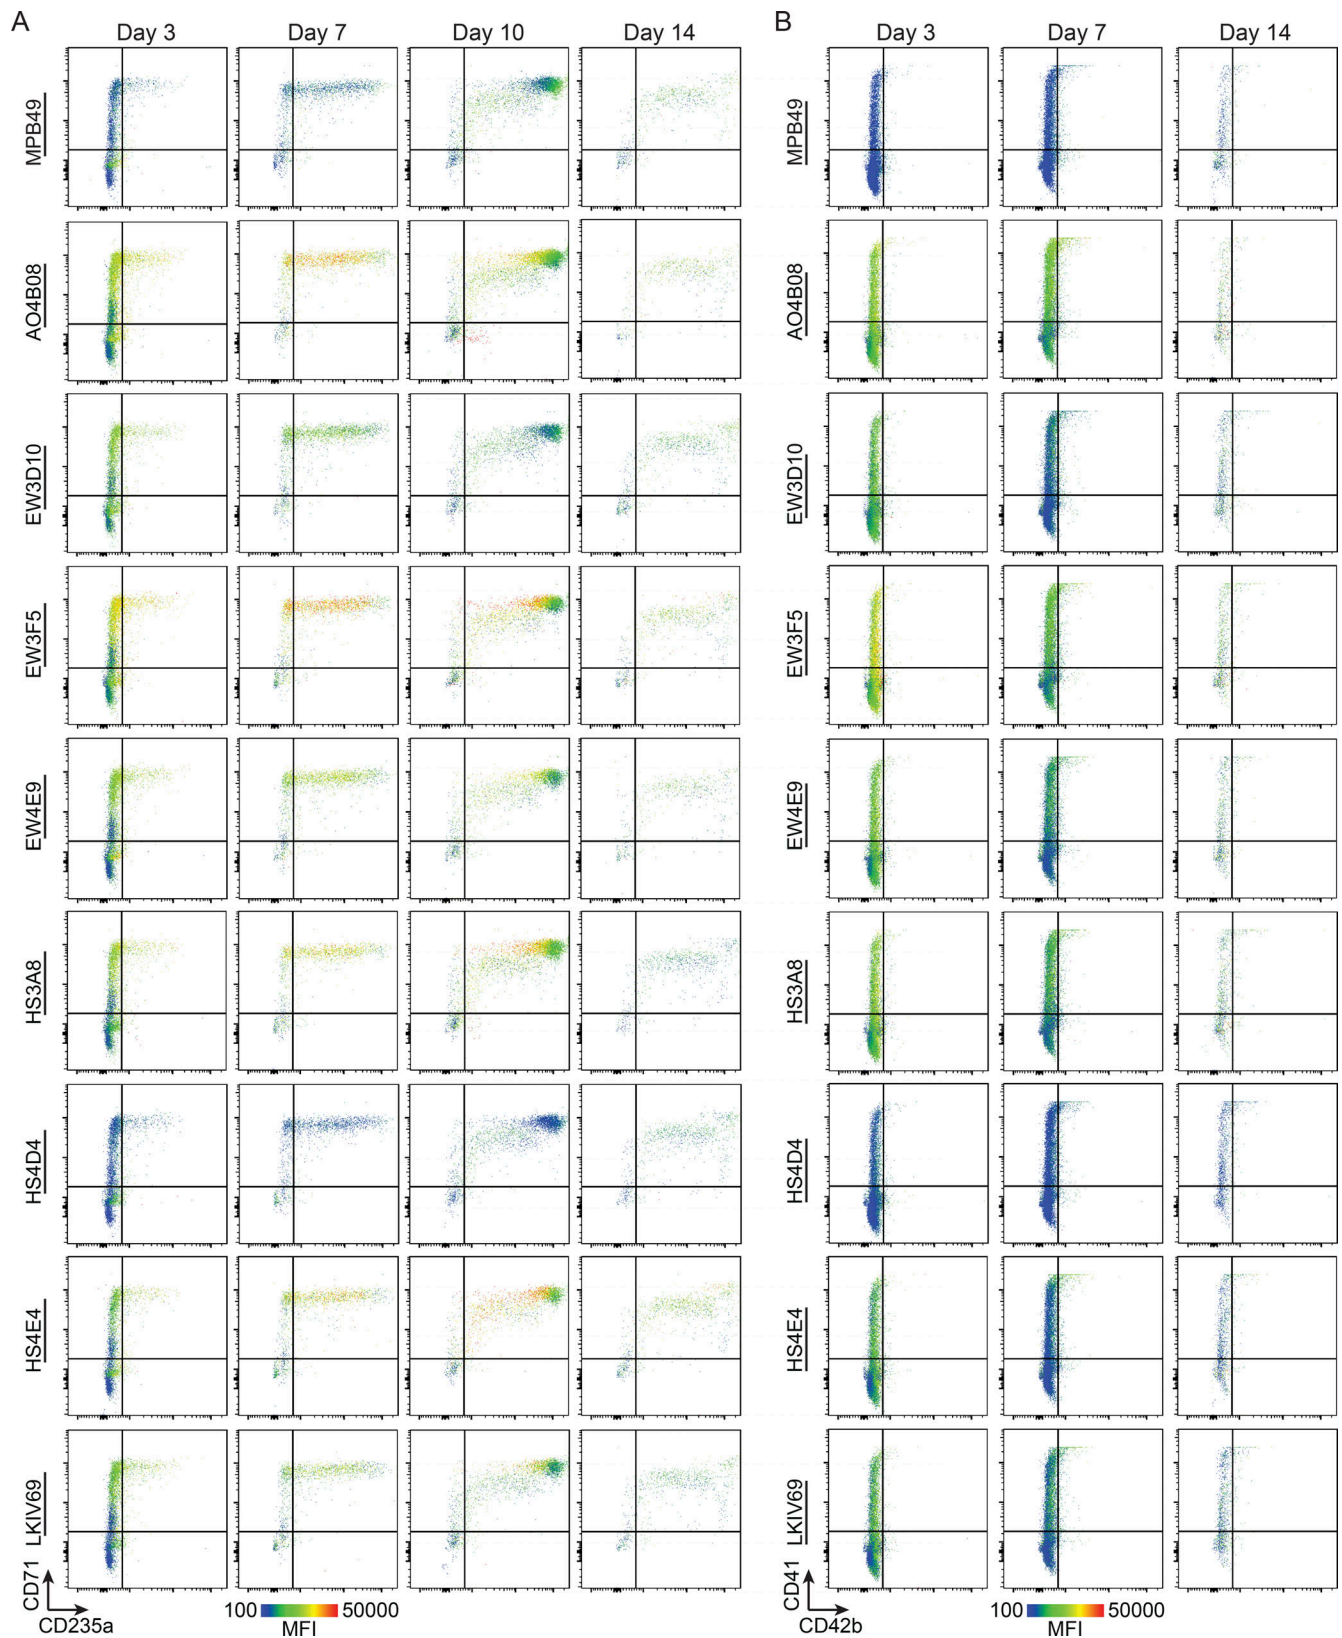 A
B
Day 3 Day 7 Day 10 Day 14
Day 3 Day 7 Day 14
MPB49
MPB49
AO4B08
AO4B08
EW3D10
EW3D10
EW3F5
EW3F5
EW4E9
EW4E9
HS3A8
HS3A8
HS4D4
HS4D4
HS4E4
HS4E4
LKIV69
LKIV69
CD71
CD235a
100 50000
MFI
CD41
CD42b
100 50000
MFI